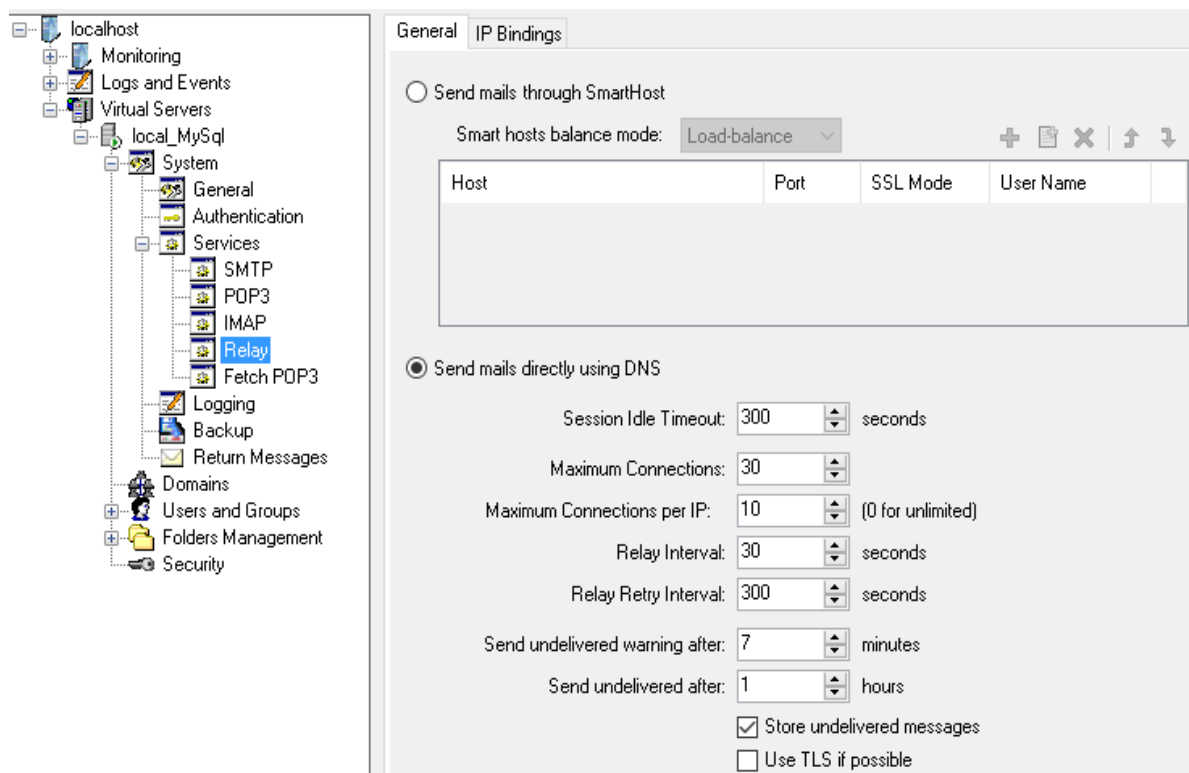 localhost
Monitoring
Logs and Events
Virtual Servers
local_MySql
System
General
Authentication
Services
SMTP
POP3
IMAP
Relay
Fetch POP3
Logging
Backup
Return Messages
Domains
Users and Groups
Folders Management
Security
General IP Bindings
Send mails through SmartHost
Smart hosts balance mode: Load-balance
Host Port SSL Mode User Name
Send mails directly using DNS
Session Idle Timeout: 300 seconds
Maximum Connections: 30
Maximum Connections per IP: 10 (0 for unlimited)
Relay Interval: 30 seconds
Relay Retry Interval: 300 seconds
Send undelivered warning after: 7 minutes
Send undelivered after: 1 hours
Store undelivered messages
Use TLS if possible